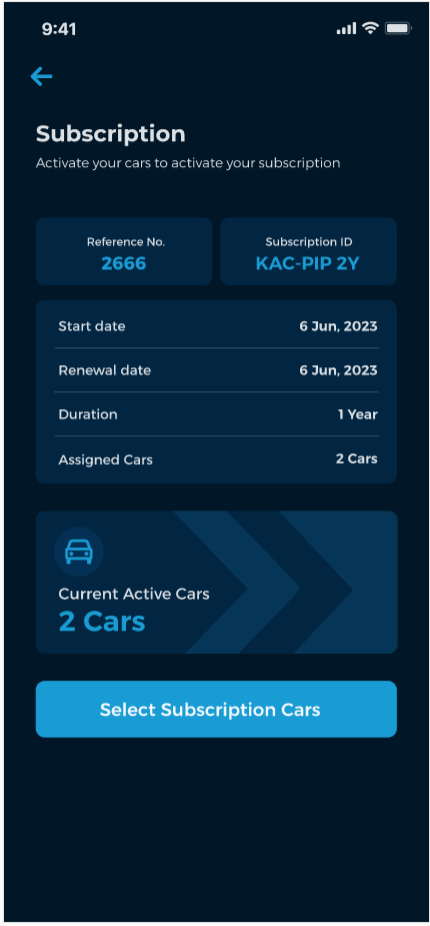 9:41
Subscription
Activate your cars to activate your subscription
Reference No.
2666
Subscription ID
KAC-PIP 2Y
Start date 6 Jun, 2023
Renewal date 6 Jun, 2023
Duration 1 Year
Assigned Cars 2 Cars
Current Active Cars
2 Cars
Select Subscription Cars